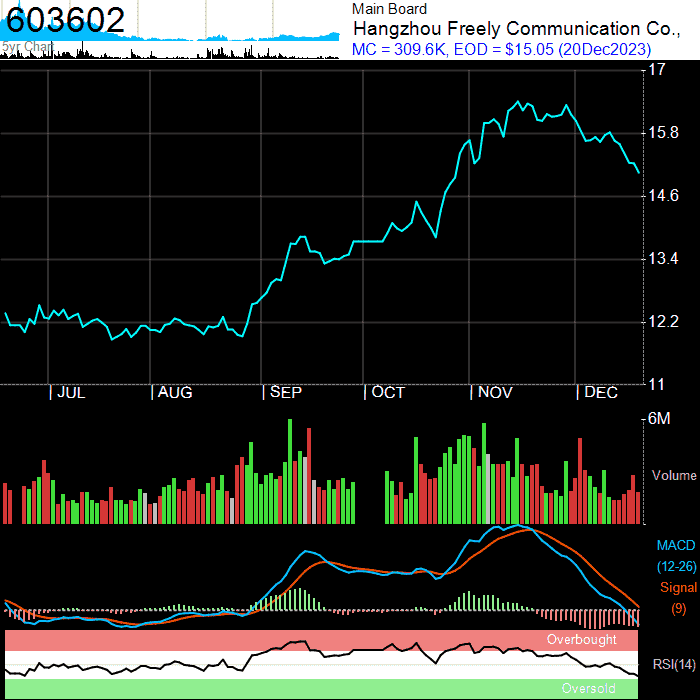 603602
5yr Chart
Main Board
Hangzhou Freely Communication Co.,
MC = 309.6K, EOD = $15.05 (20Dec2023)
17
15.8
14.6
13.4
12.2
11
JUL
AUG
SEP
OCT
NOV
DEC
6M
Volume
MACD
(12-26)
Signal
(9)
Overbought
RSI(14)
Oversold